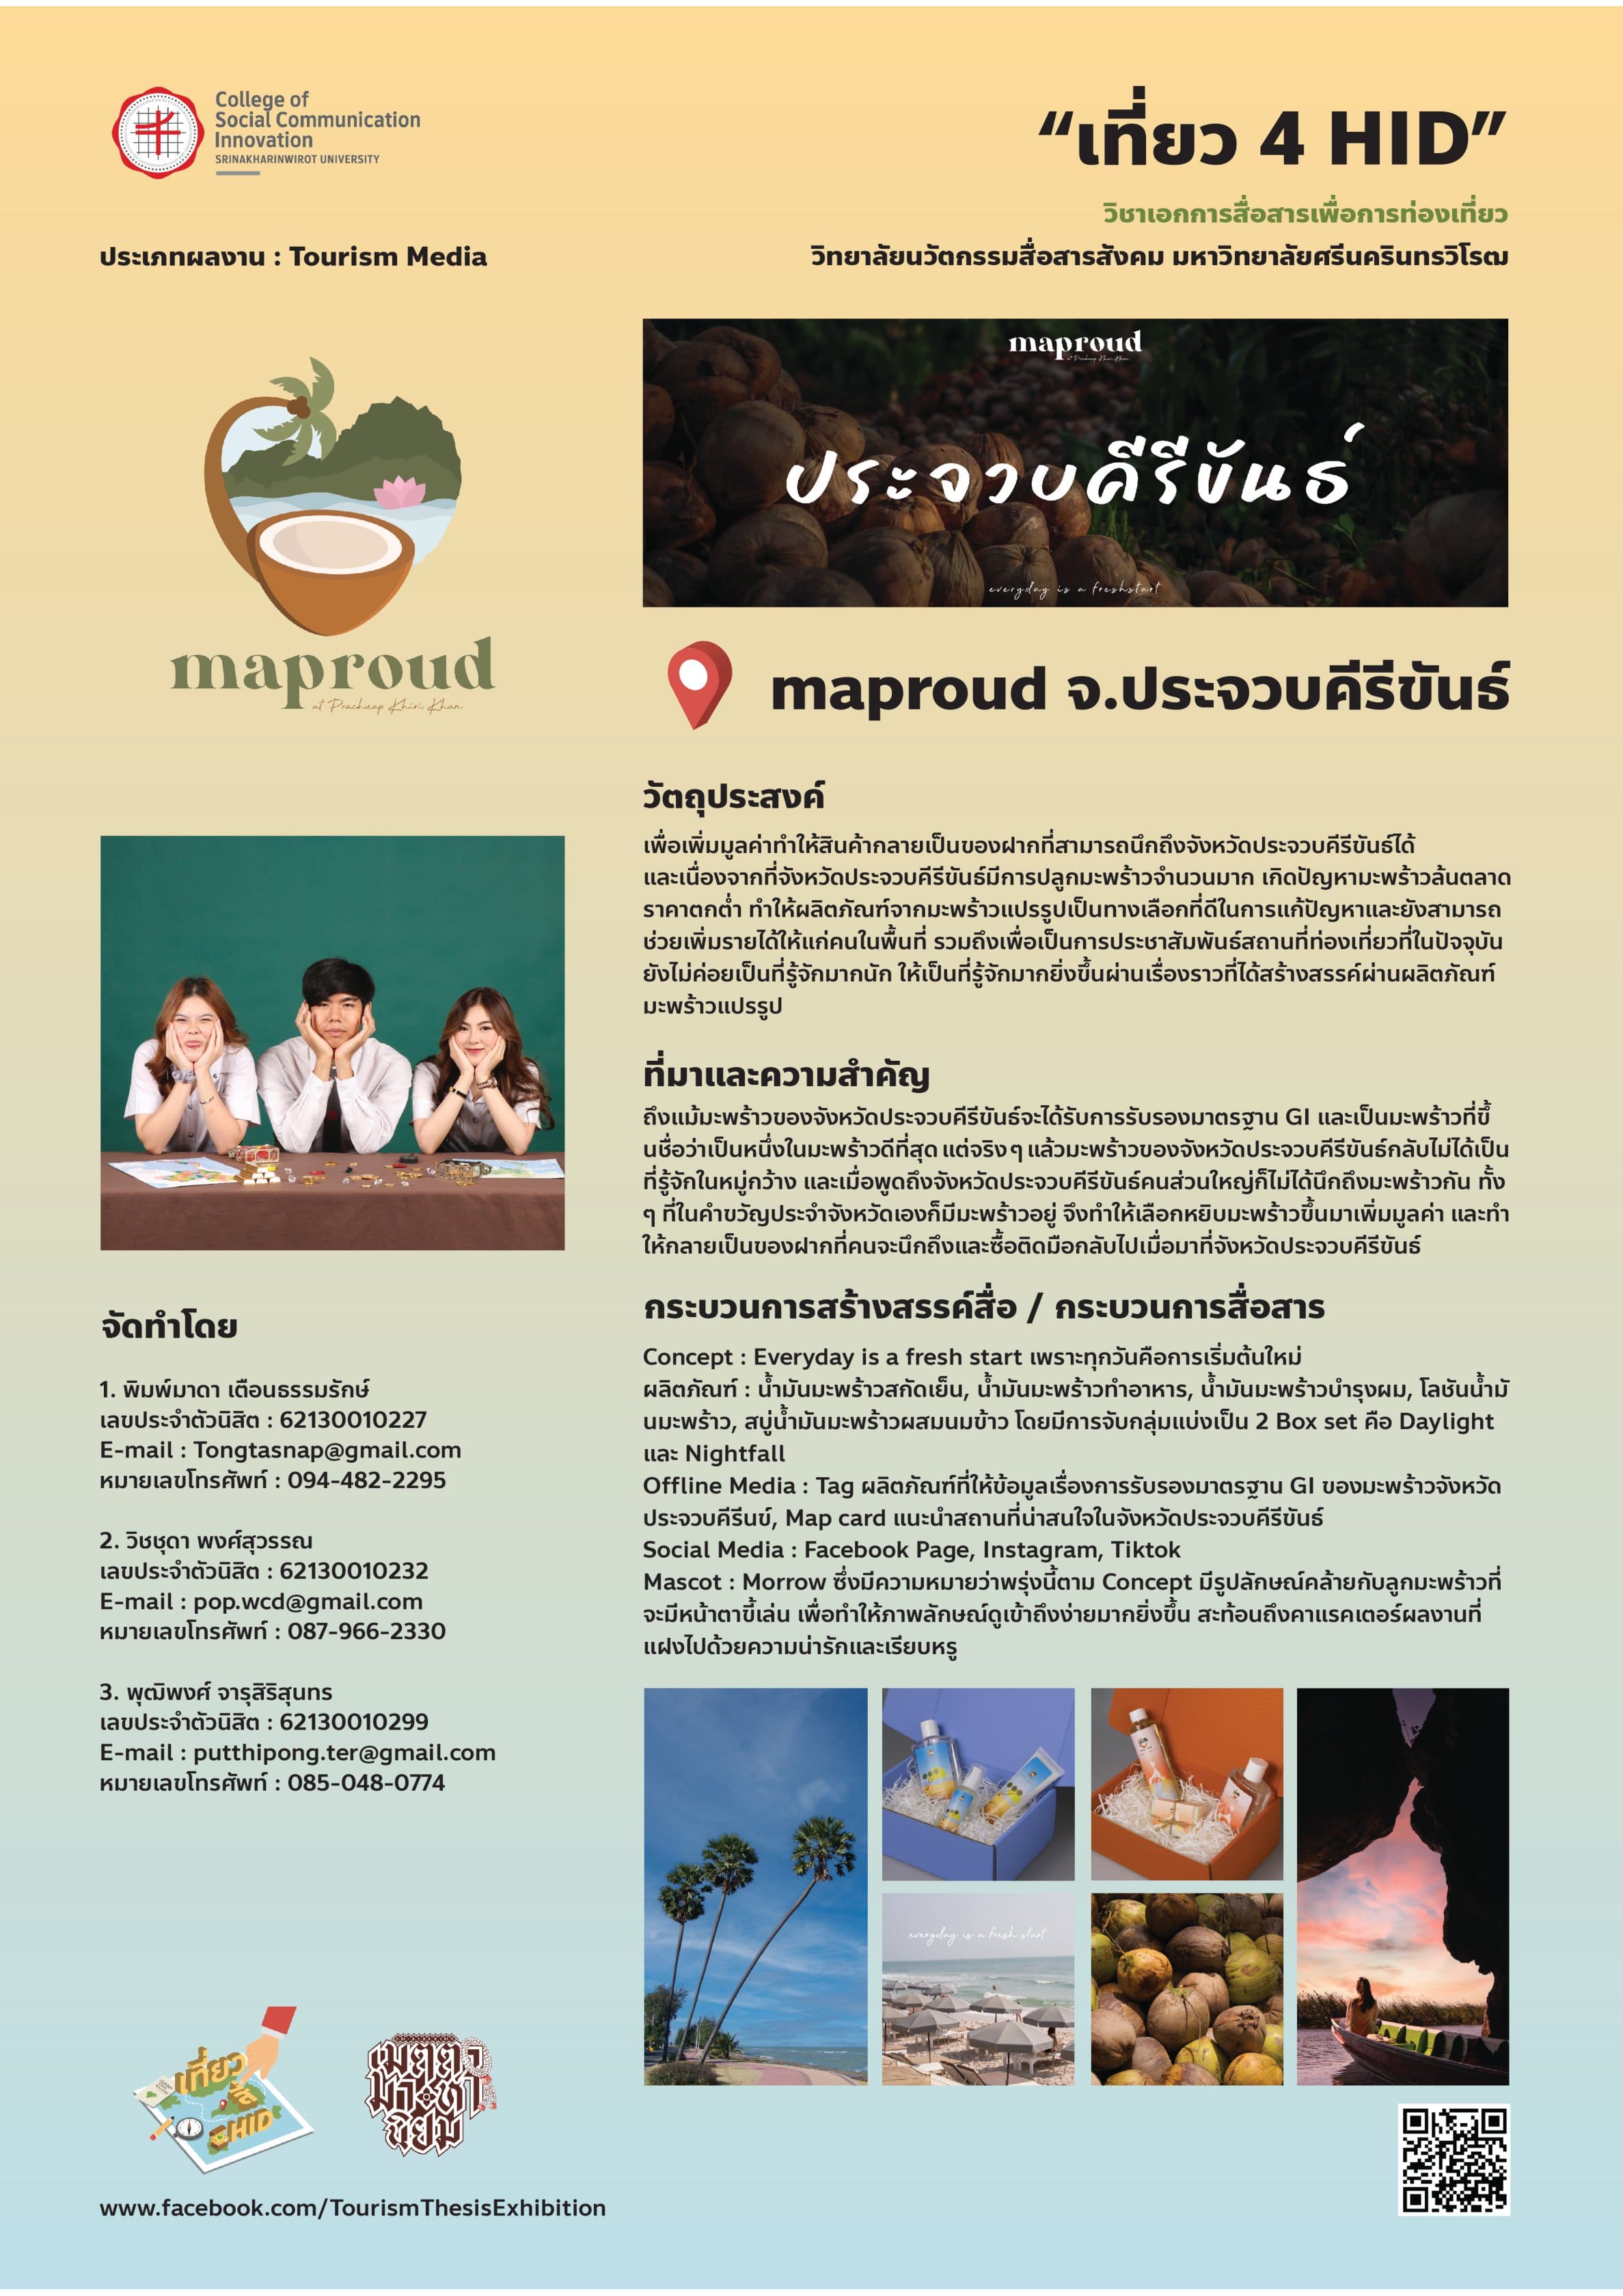 College of
Social Communication
Innovation
SRINAKHARINWIROT UNIVERSITY
“เที่ยว 4 HID”
วิชาเอกการสื่อสารเพื่อการท่องเที่ยว
วิทยาลัยนวัตกรรมสื่อสารสังคม มหาวิทยาลัยศรีนครินทรวิโรฒ
ประเภทผลงาน : Tourism Media
maproud
at Prachuap Khiri Khan
maproud
at Prachuap Khiri Khan
ประจวบคีรีขันธ์
everyday is a freshstart
maproud จ.ประจวบคีรีขันธ์
วัตถุประสงค์
เพื่อเพิ่มมูลค่าทำให้สินค้ากลายเป็นของฝากที่สามารถนึกถึงจังหวัดประจวบคีรีขันธ์ได้
และเนื่องจากที่จังหวัดประจวบคีรีขันธ์มีการปลูกมะพร้าวจำนวนมาก เกิดปัญหามะพร้าวล้นตลาด
ราคาตกต่ำ ทำให้ผลิตภัณฑ์จากมะพร้าวแปรรูปเป็นทางเลือกที่ดีในการแก้ปัญหาและยังสามารถ
ช่วยเพิ่มรายได้ให้แก่คนในพื้นที่ รวมถึงเพื่อเป็นการประชาสัมพันธ์สถานที่ท่องเที่ยวที่ในปัจจุบัน
ยังไม่ค่อยเป็นที่รู้จักมากนัก ให้เป็นที่รู้จักมากยิ่งขึ้นผ่านเรื่องราวที่ได้สร้างสรรค์ผ่านผลิตภัณฑ์
มะพร้าวแปรรูป
ที่มาและความสำคัญ
ถึงแม้มะพร้าวของจังหวัดประจวบคีรีขันธ์จะได้รับการรับรองมาตรฐาน GI และเป็นมะพร้าวที่ขึ้
นชื่อว่าเป็นหนึ่งในมะพร้าวดีที่สุด แต่จริงๆ แล้วมะพร้าวของจังหวัดประจวบคีรีขันธ์กลับไม่ได้เป็น
ที่รู้จักในหมู่กว้าง และเมื่อพูดถึงจังหวัดประจวบคีรีขันธ์คนส่วนใหญ่ก็ไม่ได้นึกถึงมะพร้าวกัน ทั้ง
ๆ ที่ในคำขวัญประจำจังหวัดเองก็มีมะพร้าวอยู่ จึงทำให้เลือกหยิบมะพร้าวขึ้นมาเพิ่มมูลค่า และทำ
ให้กลายเป็นของฝากที่คนจะนึกถึงและซื้อติดมือกลับไปเมื่อมาที่จังหวัดประจวบคีรีขันธ์
กระบวนการสร้างสรรค์สื่อ / กระบวนการสื่อสาร
Concept : Everyday is a fresh start เพราะทุกวันคือการเริ่มต้นใหม่
ผลิตภัณฑ์ : น้ำมันมะพร้าวสกัดเย็น, น้ำมันมะพร้าวทำอาหาร, น้ำมันมะพร้าวบำรุงผม, โลชันน้ำมั
นมะพร้าว, สบู่น้ำมันมะพร้าวผสมนมข้าว โดยมีการจับกลุ่มแบ่งเป็น 2 Box set คือ Daylight
และ Nightfall
Offline Media : Tag ผลิตภัณฑ์ที่ให้ข้อมูลเรื่องการรับรองมาตรฐาน GI ของมะพร้าวจังหวัด
ประจวบคีรีนข์, Map card แนะนำสถานที่น่าสนใจในจังหวัดประจวบคีรีขันธ์
Social Media : Facebook Page, Instagram, Tiktok
Mascot : Morrow ซึ่งมีความหมายว่าพรุ่งนี้ตาม Concept มีรูปลักษณ์คล้ายกับลูกมะพร้าวที่
จะมีหน้าตาขี้เล่น เพื่อทำให้ภาพลักษณ์ดูเข้าถึงง่ายมากยิ่งขึ้น สะท้อนถึงคาแรคเตอร์ผลงานที่
แฝงไปด้วยความน่ารักและเรียบหรู
everyday is a fresh start
จัดทำโดย
1. พิมพ์มาดา เตือนธรรมรักษ์
เลขประจำตัวนิสิต : 62130010227
E-mail : Tongtasnap@gmail.com
หมายเลขโทรศัพท์ : 094-482-2295
2. วิชชุดา พงศ์สุวรรณ
เลขประจำตัวนิสิต : 62130010232
E-mail : pop.wcd@gmail.com
หมายเลขโทรศัพท์ : 087-966-2330
3. พุฒิพงศ์ จารุสิริสุนทร
เลขประจำตัวนิสิต : 62130010299
E-mail : putthipong.ter@gmail.com
หมายเลขโทรศัพท์ : 085-048-0774
เที่ยว
4
HID
เมตตา
มหา
นิยม
www.facebook.com/TourismThesisExhibition